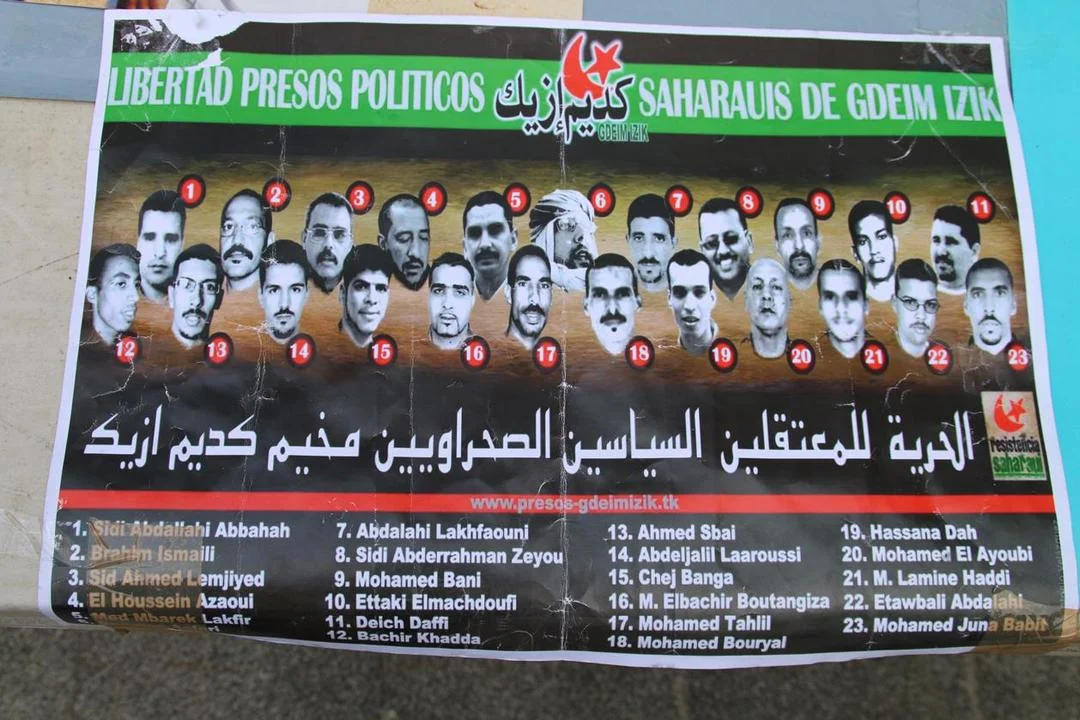 LIBERTAD PRESOS POLITICOS كديم إزيك SAHARAUIS DE GDEIM IZIK
GDEIM IZIK
1 2 3 4 5 6 7 8 9 10 11
12 13 14 15 16 17 18 19 20 21 22 23
الحرية للمعتقلين السياسين الصحراويين مخيم كديم ازيك
resistencia
saharaui
www.presos-gdeimizik.tk
1. Sidi Abdallahi Abbahah
2. Brahim Ismaili
3. Sid Ahmed Lemjiyed
4. El Houssein Azaoui
5. Med Mbarek Lakfir
7. Abdalahi Lakhfaouni
8. Sidi Abderrahman Zeyou
9. Mohamed Bani
10. Ettaki Elmachdoufi
11. Deich Daffi
12. Bachir Khadda
13. Ahmed Sbai
14. Abdeljalil Laaroussi
15. Chej Banga
16. M. Elbachir Boutangiza
17. Mohamed Tahlil
18. Mohamed Bouryal
19. Hassana Dah
20. Mohamed El Ayoubi
21. M. Lamine Haddi
22. Etawbali Abdalahi
23. Mohamed Juna Babit